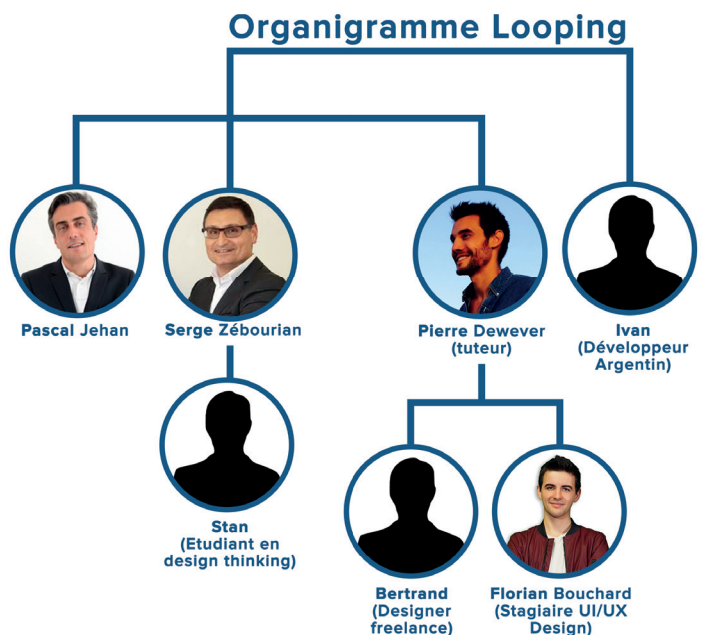 Organigramme Looping
Pascal Jehan
Serge Zébourian
Pierre Dewever
(tuteur)
Ivan
(Développeur
Argentin)
Stan
(Etudiant en
design thinking)
Bertrand
(Designer
freelance)
Florian Bouchard
(Stagiaire UI/UX
Design)